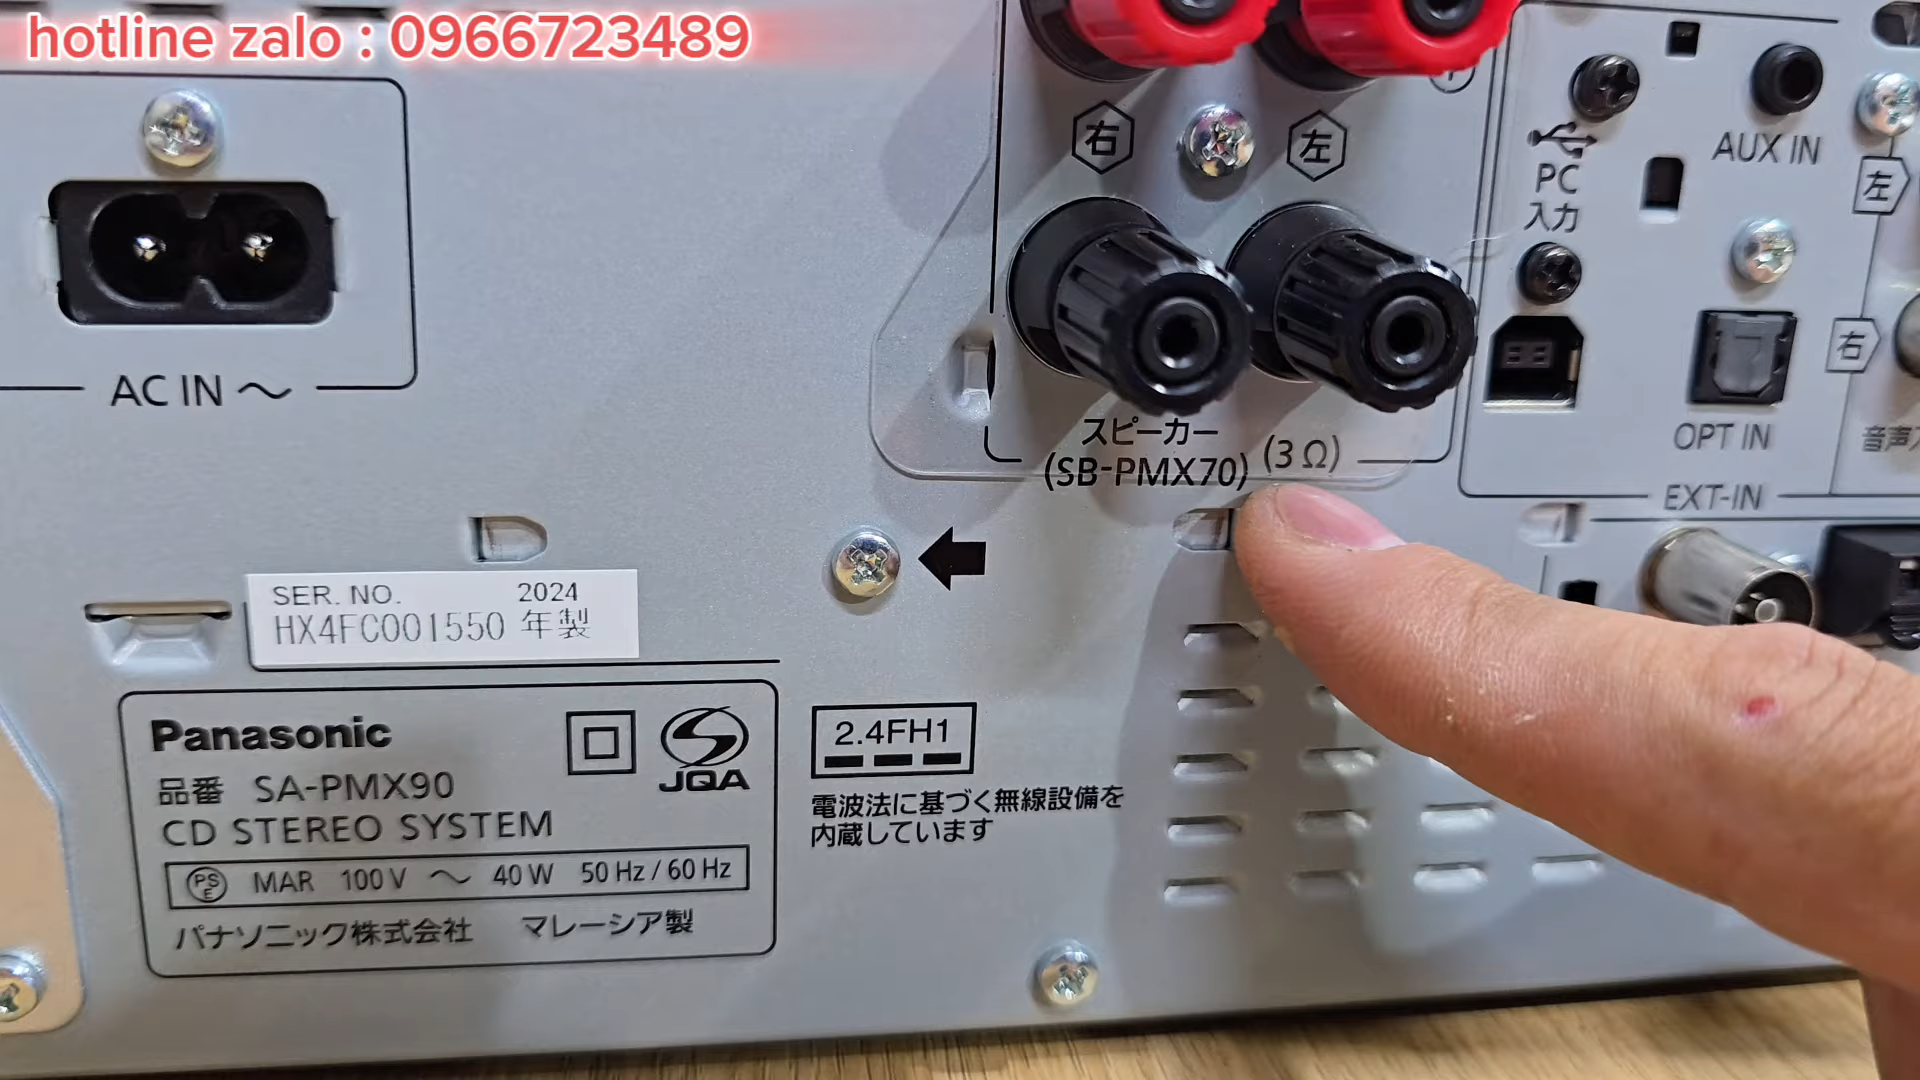 hotline zalo : 0966723489
右
左
PC
入力
AUX IN
左
右
AC IN ～
スピーカー
(SB-PMX70) (3 Ω)
OPT IN
EXT-IN
SER. NO. 2024
HX4FC001550 年製
Panasonic
JQA
品番 SA-PMX90
CD STEREO SYSTEM
PS E MAR 100 V ～ 40 W 50 Hz / 60 Hz
パナソニック株式会社 マレーシア製
2.4FH1
電波法に基づく無線設備を
内蔵しています